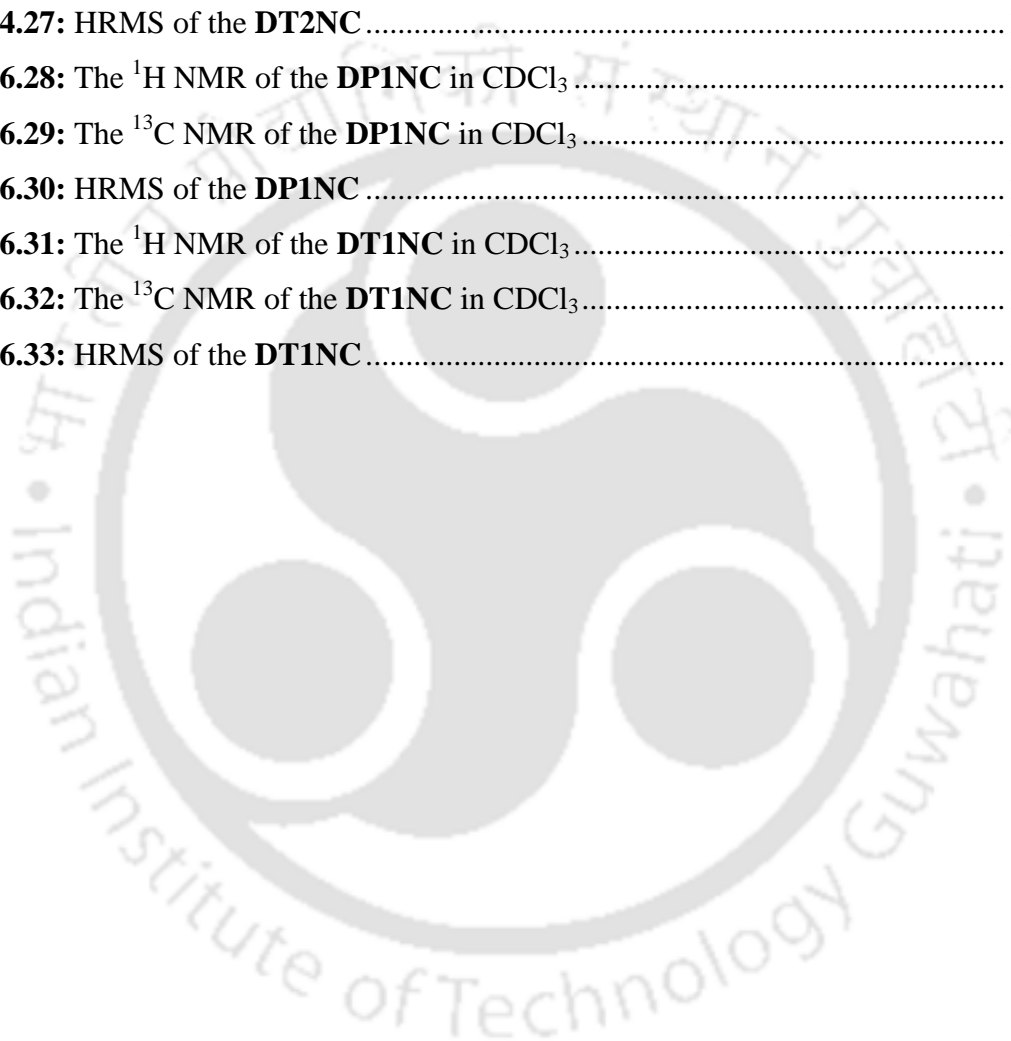 4.27: HRMS of the DT2NC ....................................................................
6.28: The ¹H NMR of the DP1NC in CDCl₃ ..............................................
6.29: The ¹³C NMR of the DP1NC in CDCl₃ .............................................
6.30: HRMS of the DP1NC ....................................................................
6.31: The ¹H NMR of the DT1NC in CDCl₃ ..............................................
6.32: The ¹³C NMR of the DT1NC in CDCl₃.............................................
6.33: HRMS of the DT1NC ....................................................................
Indian Institute of Technology Guwahati